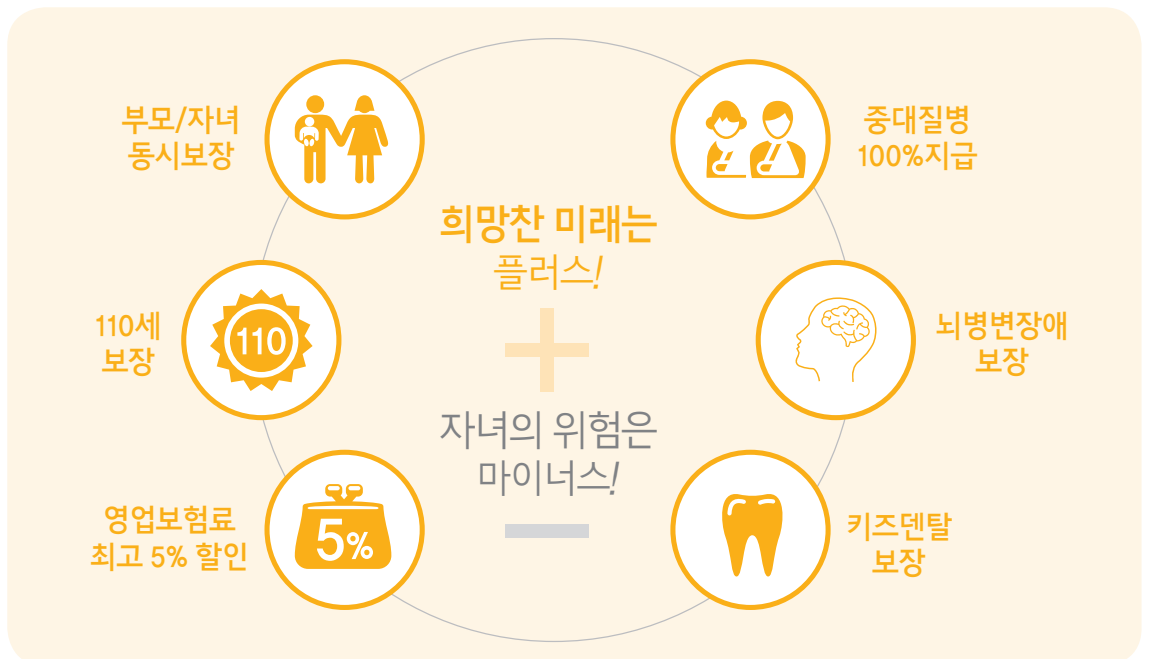 부모/자녀
동시보장
중대질병
100%지급
희망찬 미래는
플러스!
110세
보장
110
뇌병변장애
보장
자녀의 위험은
마이너스!
영업보험료
최고 5% 할인
5%
키즈덴탈
보장